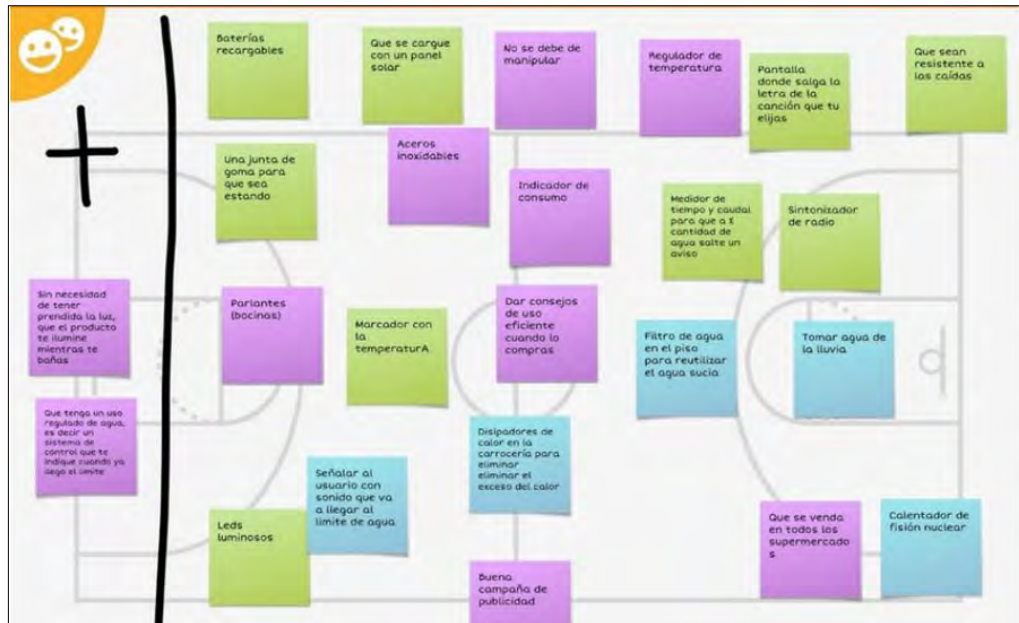 Baterías
recargables
Que se cargue
con un panel
solar
No se debe de
manipular
Regulador de
temperatura
Pantalla
donde salga la
letra de la
canción que tu
elijas
Que sean
resistente a
las caídas
Una junta de
goma para
que sea
estando
Aceros
inoxidables
Indicador de
consumo
Medidor de
tiempo y caudal
para que a X
cantidad de
agua salte un
aviso
Sintonizador
de radio
Sin necesidad
de tener
prendida la luz,
que el producto
te ilumine
mientras te
bañas
Parlantes
(bocinas)
Marcador con
la
temperaturA
Dar consejos
de uso
eficiente
cuando lo
compras
Filtro de agua
en el piso
para reutilizar
el agua sucia
Tomar agua de
la lluvia
Que tenga un uso
regulado de agua,
es decir un
sistema de
control que te
indique cuando ya
llego el limite
Señalar al
usuario con
sonido que va
a llegar al
limite de agua
Disipadores de
calor en la
carrocería para
eliminar
eliminar el
exceso del calor
Leds
luminosos
Buena
campaña de
publicidad
Que se venda
en todos los
supermercado
s
Calentador de
fisión nuclear